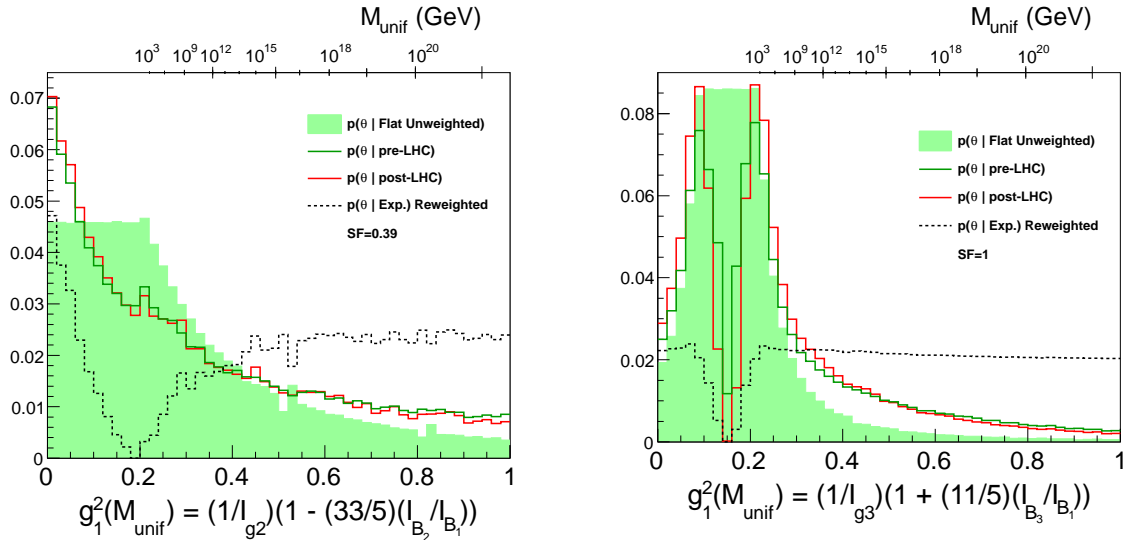 M_unif (GeV)
10^3 10^9 10^12 10^15 10^18 10^20
0.07
0.06
0.05
0.04
0.03
0.02
0.01
0
p(θ | Flat Unweighted)
p(θ | pre-LHC)
p(θ | post-LHC)
p(θ | Exp.) Reweighted
SF=0.39
0 0.2 0.4 0.6 0.8 1
g_1^2(M_unif) = (1/I_g2)(1 - (33/5)(I_B_2/I_B_1))
M_unif (GeV)
10^3 10^9 10^12 10^15 10^18 10^20
0.08
0.06
0.04
0.02
0
p(θ | Flat Unweighted)
p(θ | pre-LHC)
p(θ | post-LHC)
p(θ | Exp.) Reweighted
SF=1
0 0.2 0.4 0.6 0.8 1
g_1^2(M_unif) = (1/I_g3)(1 + (11/5)(I_B_3/I_B_1))